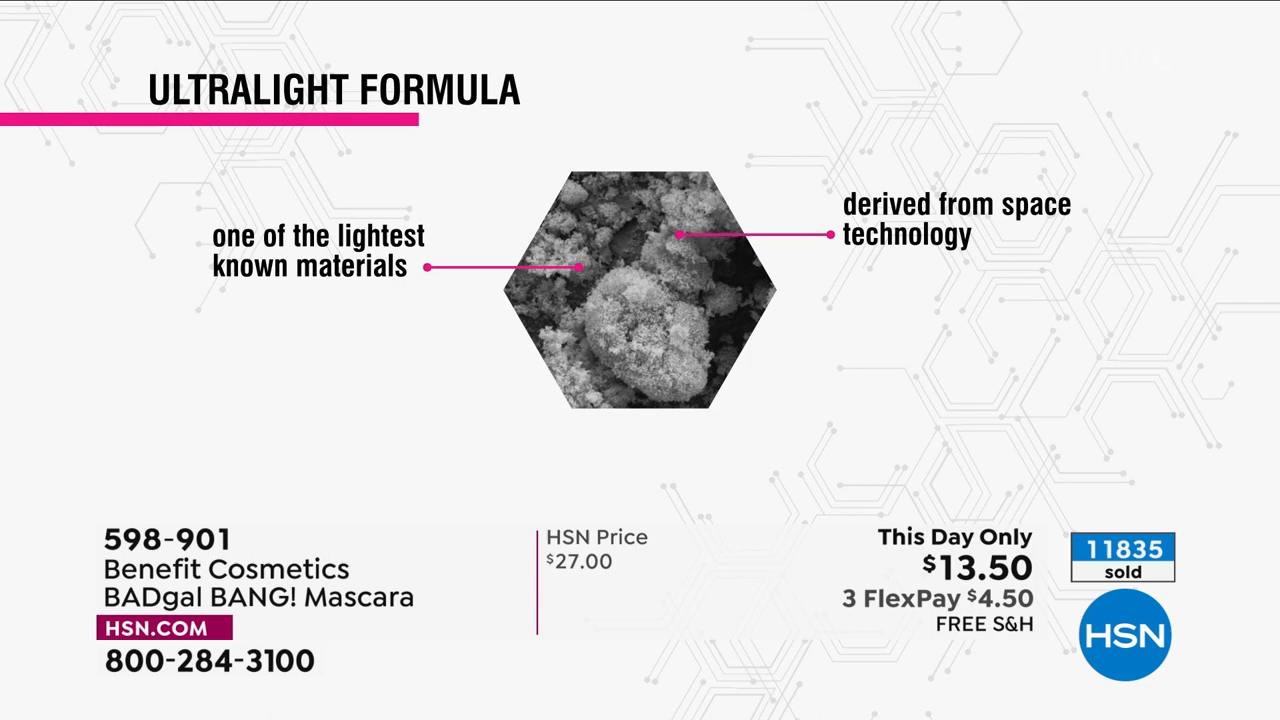 ULTRALIGHT FORMULA
one of the lightest
known materials
derived from space
technology
598-901
Benefit Cosmetics
BADgal BANG! Mascara
HSN.COM
800-284-3100
HSN Price
$27.00
This Day Only
$13.50
3 FlexPay $4.50
FREE S&H
11835
sold
HSN